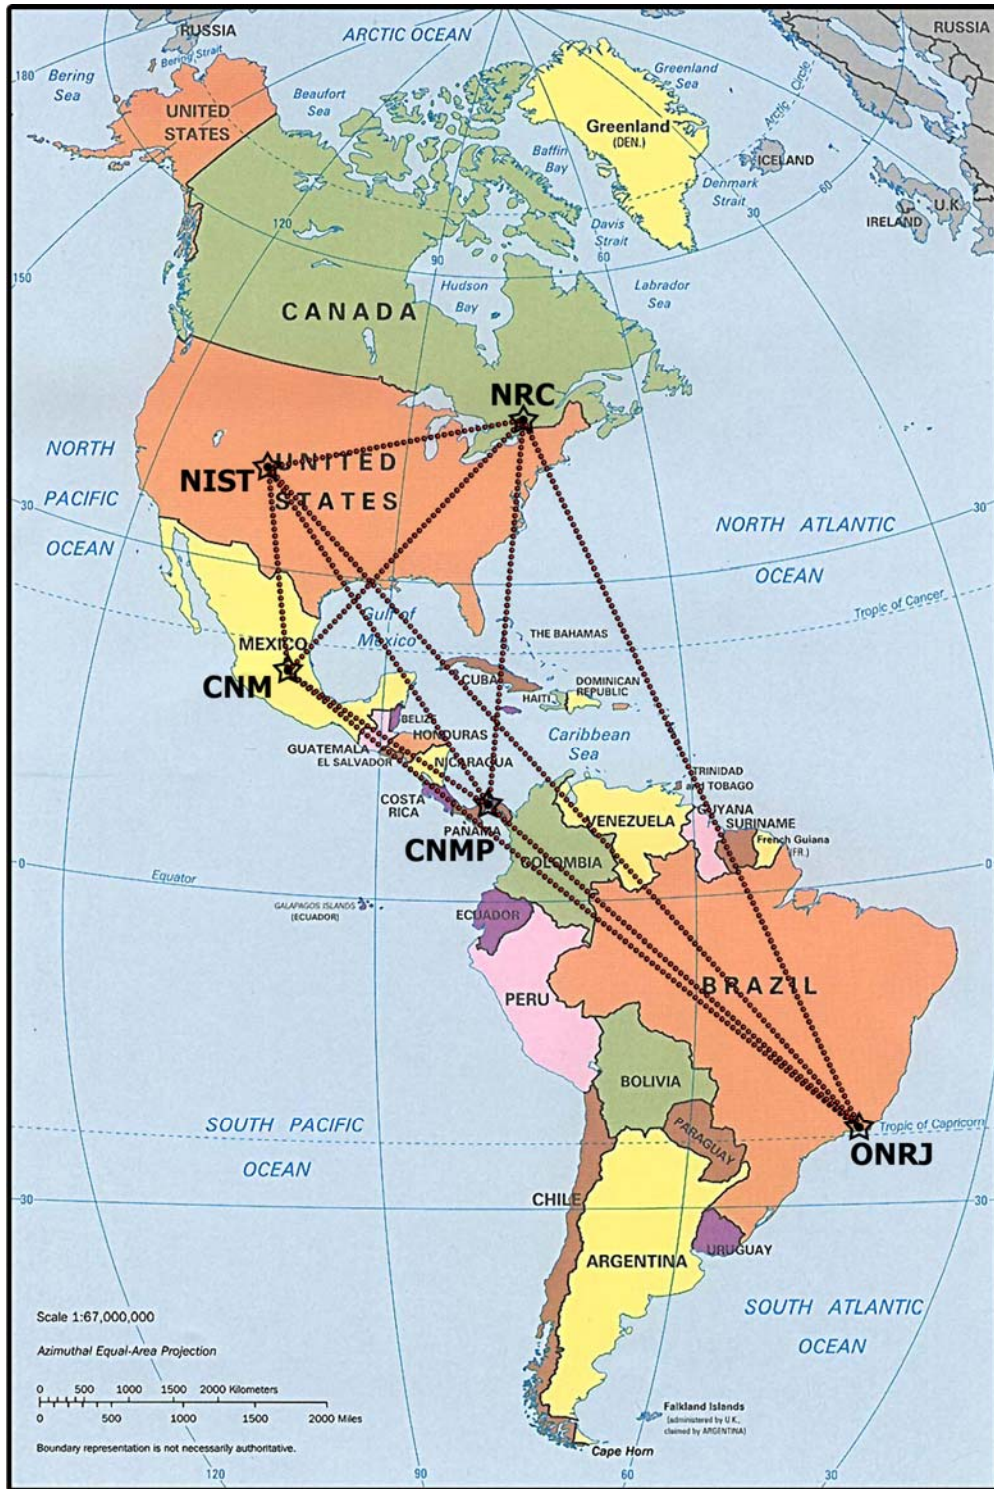 RUSSIA
ARCTIC OCEAN
RUSSIA
180
Bering Strait
Bering
Sea
Beaufort
Sea
Greenland
Sea
Arctic Circle
UNITED
STATES
Greenland
(DEN.)
Baffin
Bay
ICELAND
Denmark
Strait
60
U.K.
IRELAND
0
120
Davis
Strait
30
150
90
60
Hudson
Bay
Labrador
Sea
CANADA
NRC
NORTH
PACIFIC
OCEAN
NIST
UNITED
STATES
30
NORTH ATLANTIC
OCEAN
30
Tropic of Cancer
Gulf of
Mexico
THE BAHAMAS
MEXICO
CNM
CUBA
HAITI
DOMINICAN
REPUBLIC
BELIZE
HONDURAS
GUATEMALA
EL SALVADOR
NICARAGUA
Caribbean
Sea
COSTA
RICA
PANAMA
CNMP
TRINIDAD
and TOBAGO
VENEZUELA
GUYANA
SURINAME
French Guiana
(FR.)
COLOMBIA
0
0
Equator
GALAPAGOS ISLANDS
(ECUADOR)
ECUADOR
BRAZIL
PERU
BOLIVIA
SOUTH PACIFIC
OCEAN
PARAGUAY
Tropic of Capricorn
ONRJ
30
CHILE
30
URUGUAY
ARGENTINA
SOUTH ATLANTIC
OCEAN
Scale 1:67,000,000
Azimuthal Equal-Area Projection
0 500 1000 1500 2000 Kilometers
0 500 1000 1500 2000 Miles
Falkland Islands
(administered by U.K.,
claimed by ARGENTINA)
Boundary representation is not necessarily authoritative.
Cape Horn
120
90
60
30